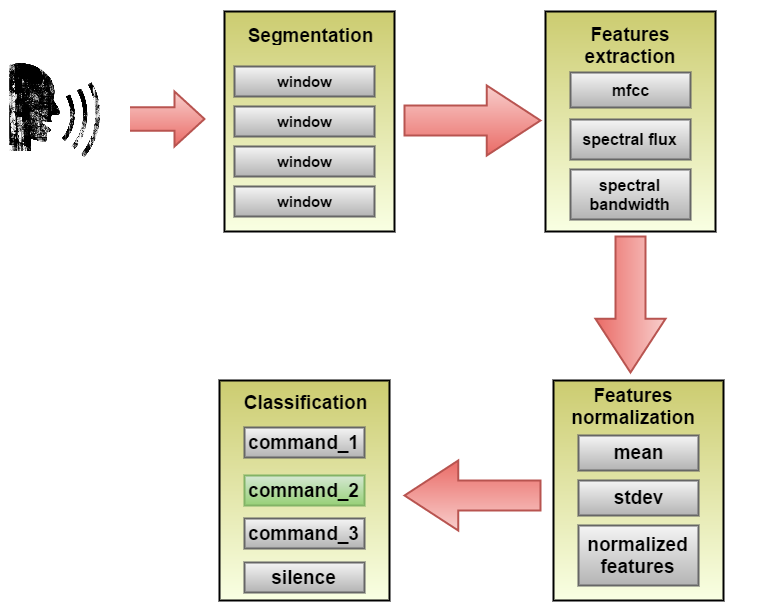 Segmentation
window
window
window
window
Features
extraction
mfcc
spectral flux
spectral
bandwidth
Features
normalization
mean
stdev
normalized
features
Classification
command_1
command_2
command_3
silence